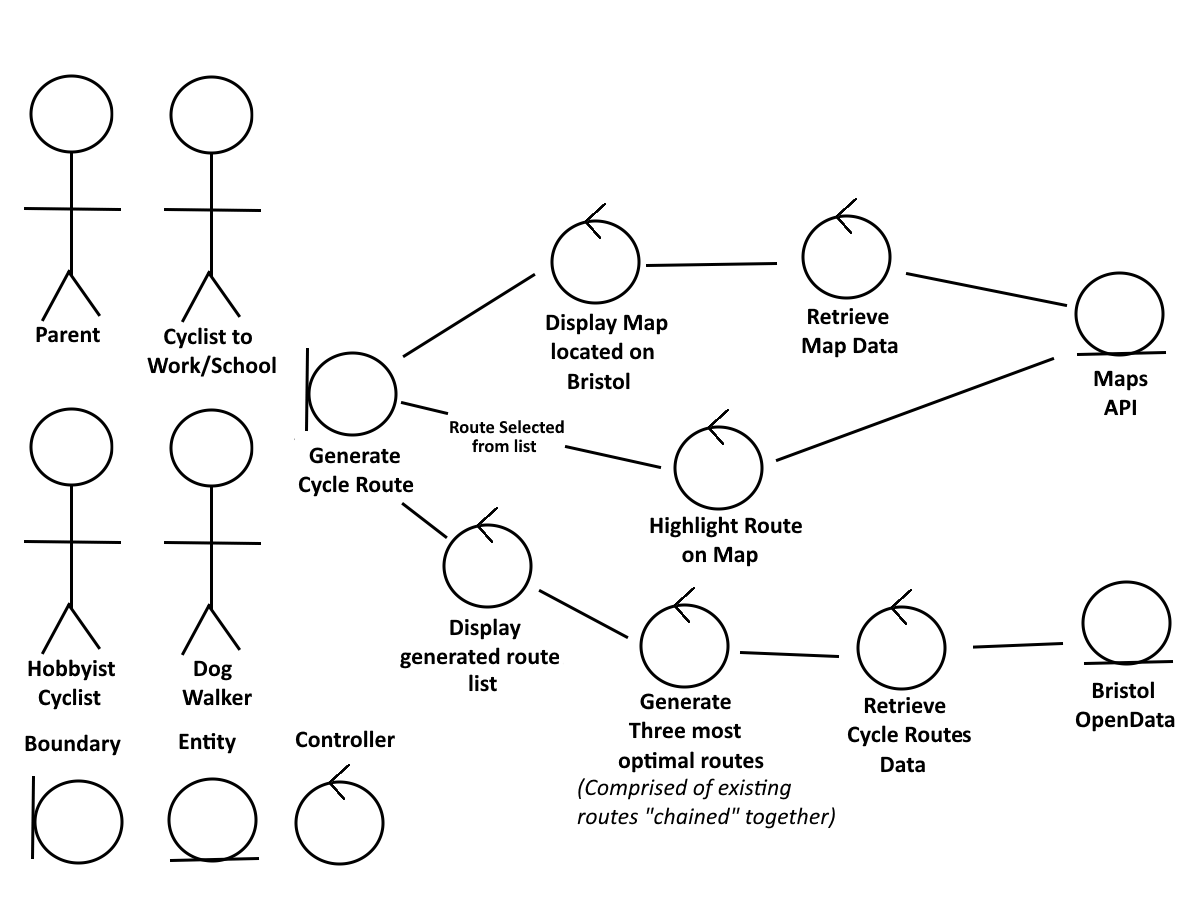 Parent
Cyclist to
Work/School
Display Map
located on
Bristol
Retrieve
Map Data
Maps
API
Generate
Cycle Route
Route Selected
from list
Highlight Route
on Map
Display
generated route
list
Generate
Three most
optimal routes
(Comprised of existing
routes "chained" together)
Retrieve
Cycle Routes
Data
Bristol
OpenData
Hobbyist
Cyclist
Dog
Walker
Boundary
Entity
Controller